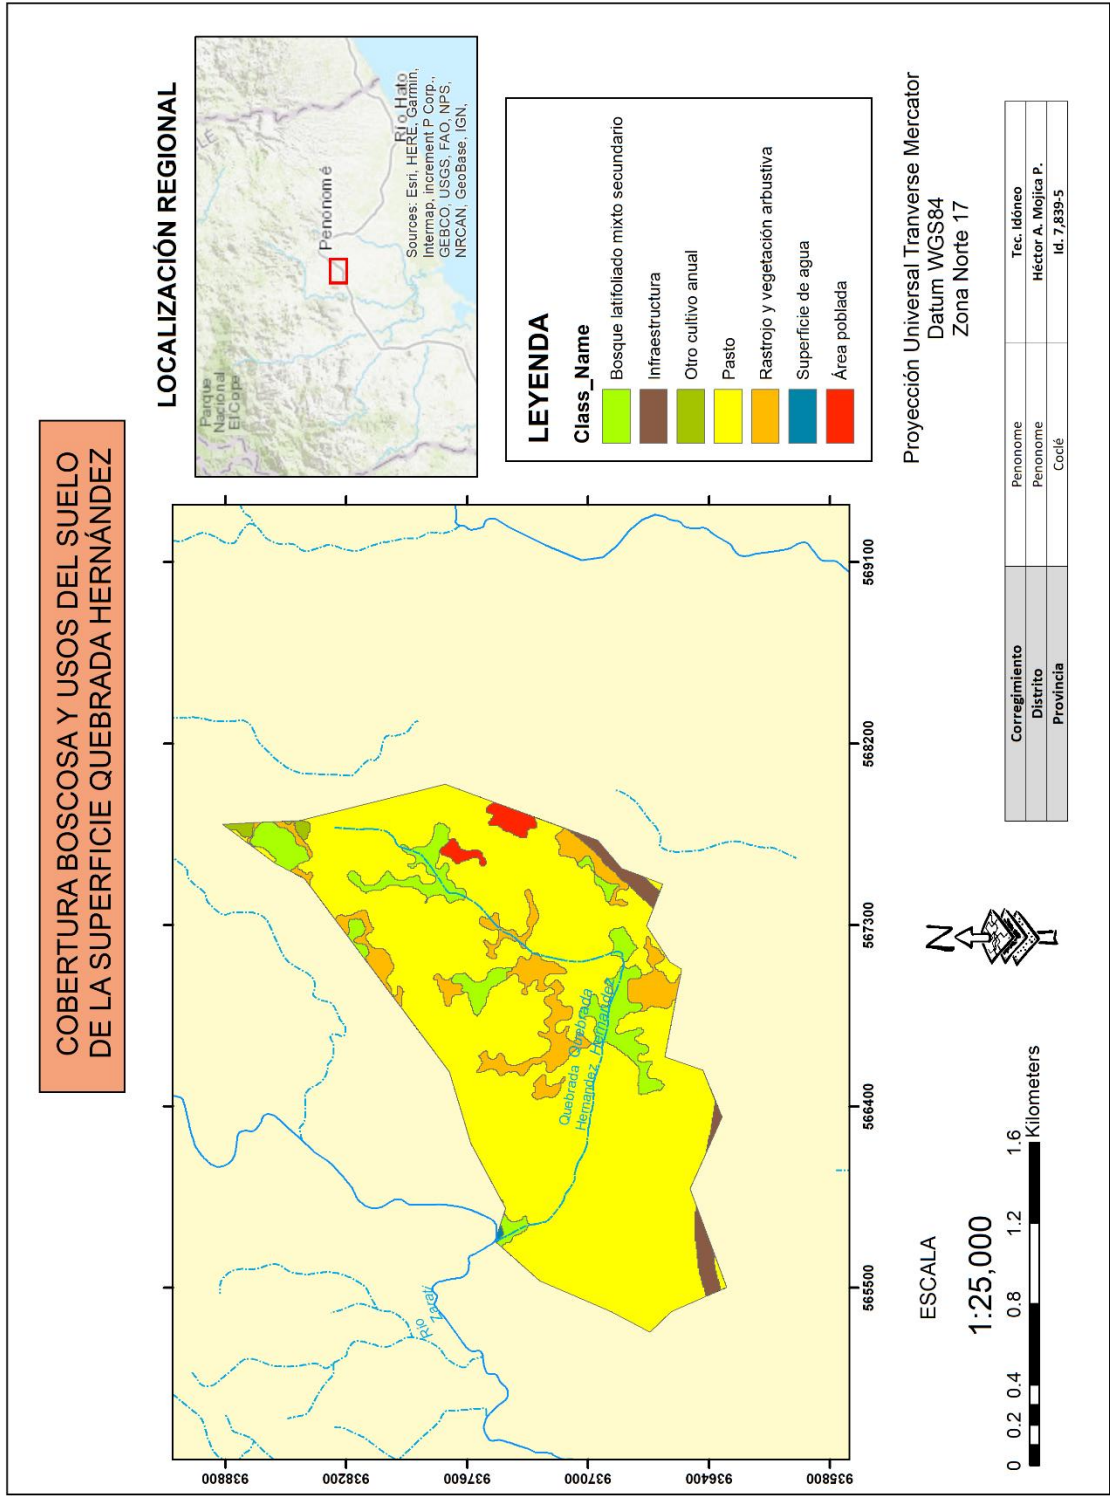 COBERTURA BOSCOSA Y USOS DEL SUELO
DE LA SUPERFICIE QUEBRADA HERNÁNDEZ
938800
938200
937600
937000
936400
935800
565500
566400
567300
568200
569100
Río
Zaratí
Quebrada Quebrada
Hernandez Hernandez
LOCALIZACIÓN REGIONAL
Parque
Nacional
El Cope
Penonomé
Río Hato
Sources: Esri, HERE, Garmin,
Intermap, increment P Corp.,
GEBCO, USGS, FAO, NPS,
NRCAN, GeoBase, IGN,
LEYENDA
Class_Name
Bosque latifoliado mixto secundario
Infraestructura
Otro cultivo anual
Pasto
Rastrojo y vegetación arbustiva
Superficie de agua
Área poblada
Proyección Universal Tranverse Mercator
Datum WGS84
Zona Norte 17
ESCALA
1:25,000
0 0.2 0.4 0.8 1.2 1.6
Kilometers
N
Corregimiento Penonome Tec. Idóneo
Distrito Penonome Héctor A. Mojica P.
Provincia Coclé Id. 7,839-5